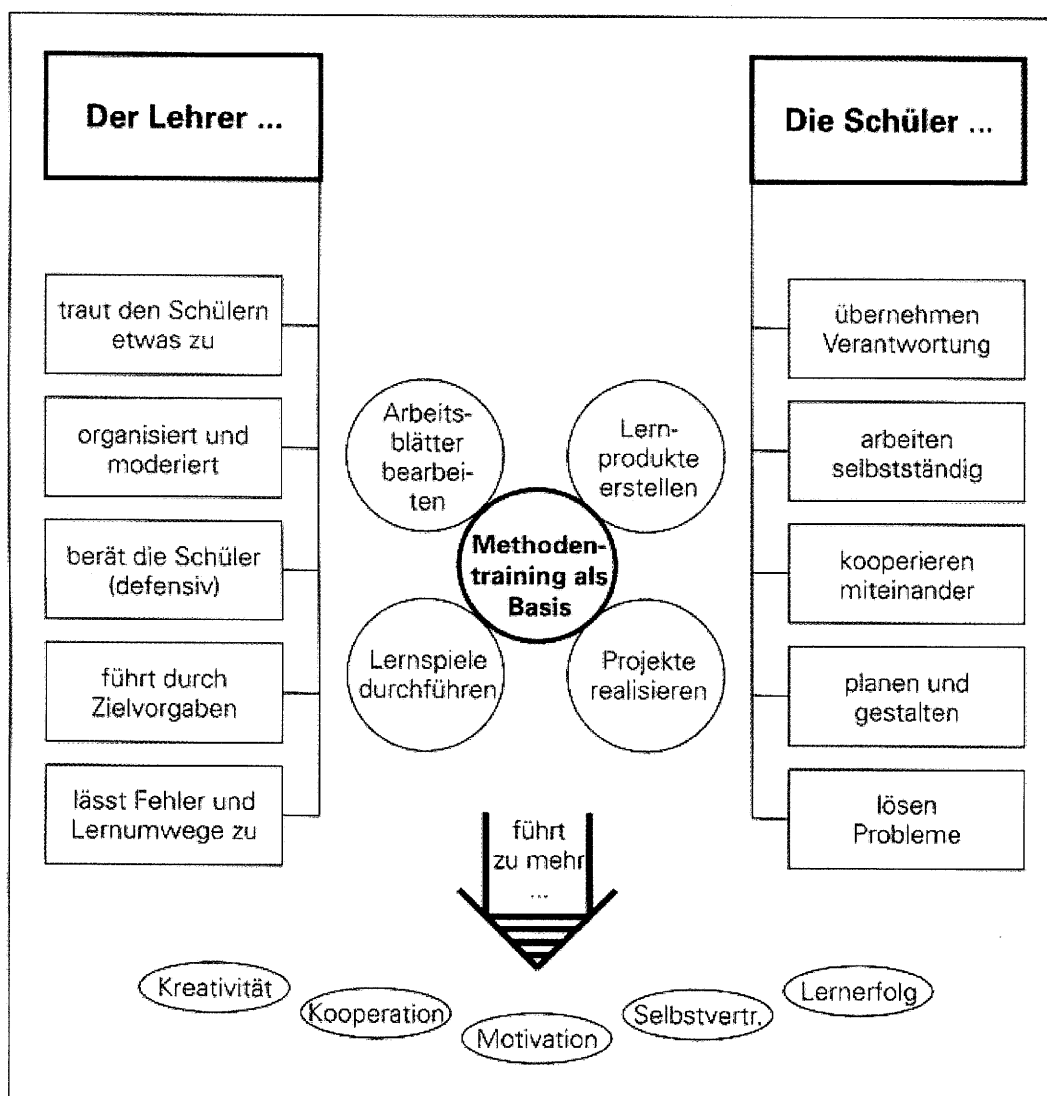 Der Lehrer ...
Die Schüler ...
traut den Schülern
etwas zu
organisiert und
moderiert
berät die Schüler
(defensiv)
führt durch
Zielvorgaben
lässt Fehler und
Lernumwege zu
Arbeits-
blätter
bearbei-
ten
Lern-
produkte
erstellen
Methoden-
training als
Basis
Lernspiele
durchführen
Projekte
realisieren
übernehmen
Verantwortung
arbeiten
selbstständig
kooperieren
miteinander
planen und
gestalten
lösen
Probleme
führt
zu mehr
...
Kreativität
Kooperation
Motivation
Selbstvertr.
Lernerfolg